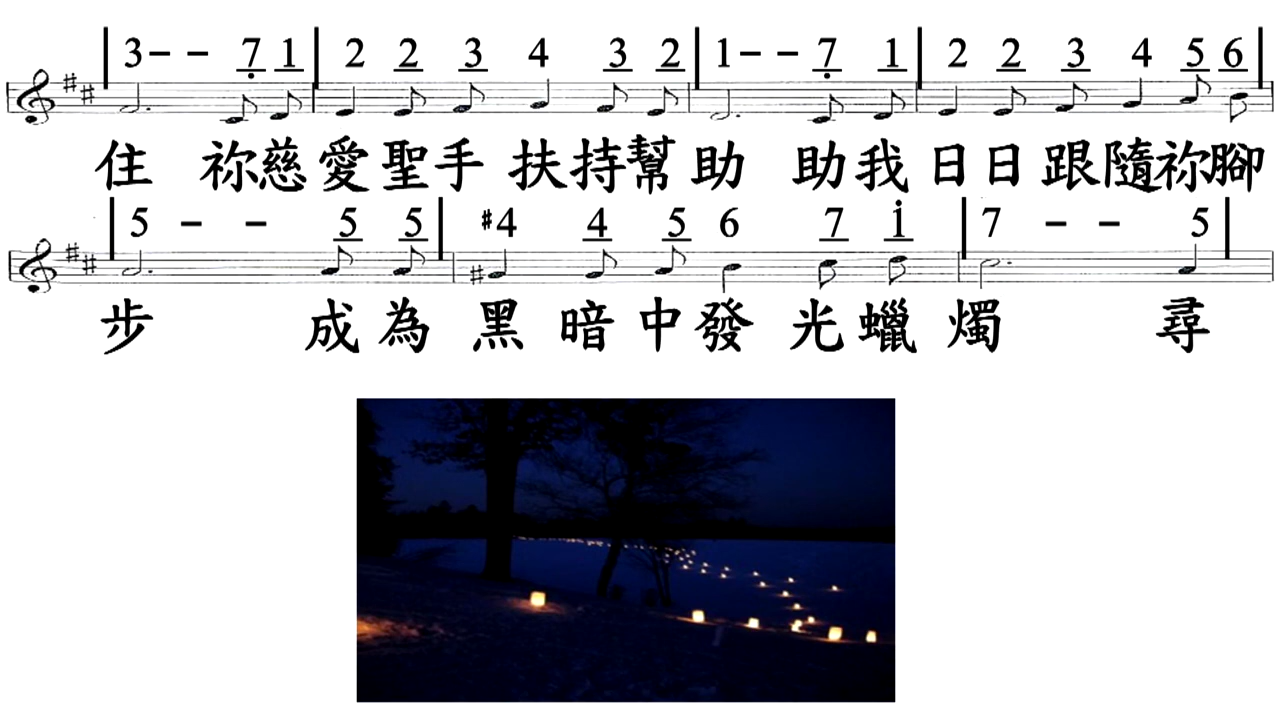 |3-- 7̣ 1|2 2 3 4 3 2|1-- 7̣ 1|2 2 3 4 5 6|
住 祢慈愛聖手 扶持幫 助 助我 日日跟隨祢腳
|5 - - 5 5|#4 4 5 6 7 i|7 - - 5|
步 成為 黑 暗中發 光蠟 燭 尋